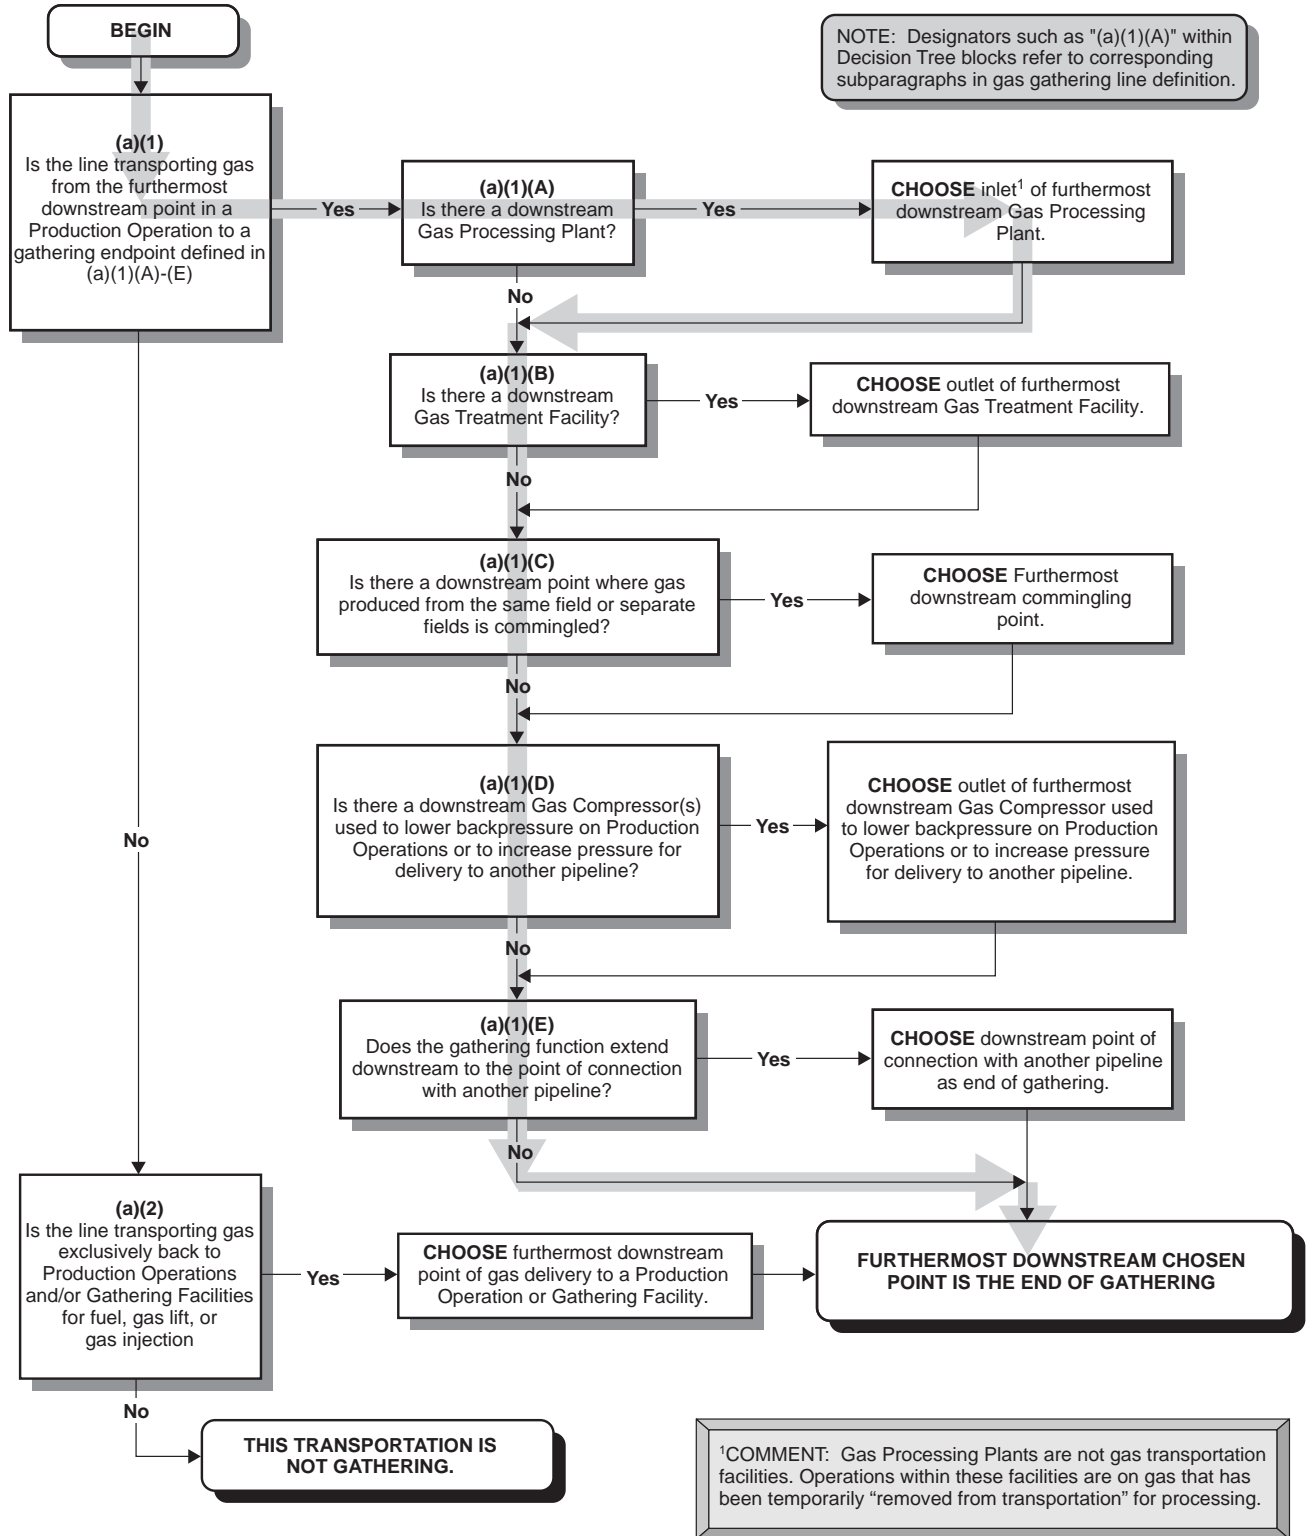 BEGIN
NOTE: Designators such as "(a)(1)(A)" within
Decision Tree blocks refer to corresponding
subparagraphs in gas gathering line definition.
(a)(1)
Is the line transporting gas
from the furthermost
downstream point in a
Production Operation to a
gathering endpoint defined in
(a)(1)(A)-(E)
Yes
(a)(1)(A)
Is there a downstream
Gas Processing Plant?
Yes
CHOOSE inlet¹ of furthermost
downstream Gas Processing
Plant.
No
(a)(1)(B)
Is there a downstream
Gas Treatment Facility?
Yes
CHOOSE outlet of furthermost
downstream Gas Treatment Facility.
No
(a)(1)(C)
Is there a downstream point where gas
produced from the same field or separate
fields is commingled?
Yes
CHOOSE Furthermost
downstream commingling
point.
No
(a)(1)(D)
Is there a downstream Gas Compressor(s)
used to lower backpressure on Production
Operations or to increase pressure for
delivery to another pipeline?
Yes
CHOOSE outlet of furthermost
downstream Gas Compressor used
to lower backpressure on Production
Operations or to increase pressure
for delivery to another pipeline.
No
No
(a)(1)(E)
Does the gathering function extend
downstream to the point of connection
with another pipeline?
Yes
CHOOSE downstream point of
connection with another pipeline
as end of gathering.
No
(a)(2)
Is the line transporting gas
exclusively back to
Production Operations
and/or Gathering Facilities
for fuel, gas lift, or
gas injection
Yes
CHOOSE furthermost downstream
point of gas delivery to a Production
Operation or Gathering Facility.
FURTHERMOST DOWNSTREAM CHOSEN
POINT IS THE END OF GATHERING
No
THIS TRANSPORTATION IS
NOT GATHERING.
¹COMMENT: Gas Processing Plants are not gas transportation
facilities. Operations within these facilities are on gas that has
been temporarily “removed from transportation” for processing.